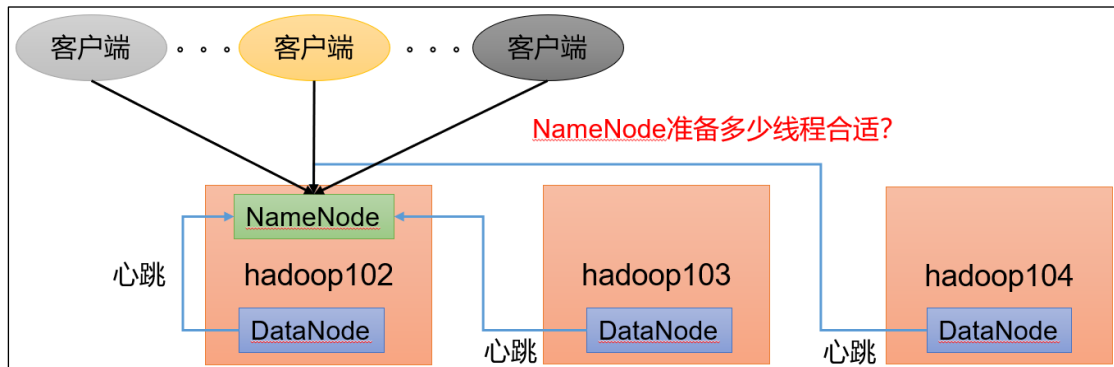 客户端 。。。 客户端 。。。 客户端
NameNode准备多少线程合适？
NameNode
心跳
hadoop102
hadoop103
hadoop104
DataNode
心跳
DataNode
心跳
DataNode